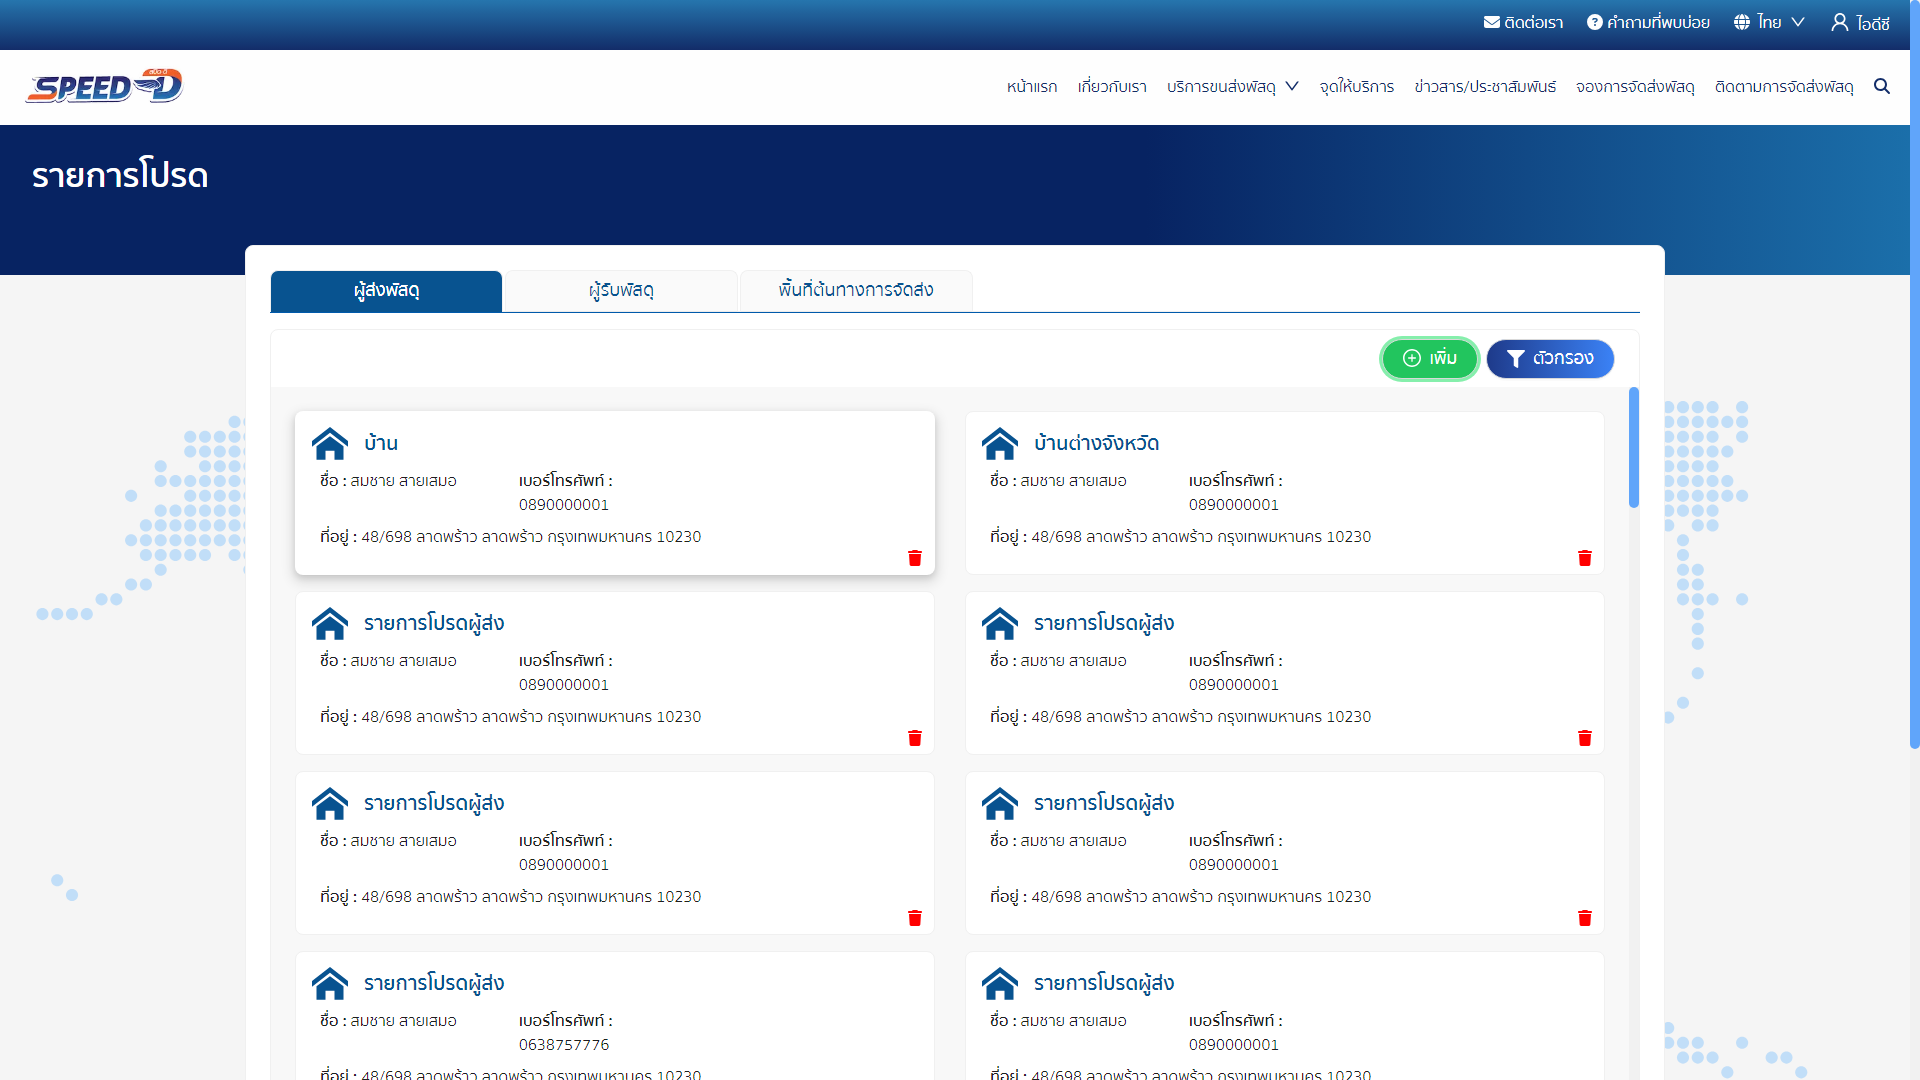 ติดต่อเรา คำถามที่พบบ่อย ไทย ไอดีซี
สปีด-ดี
SPEED-D
หน้าแรก เกี่ยวกับเรา บริการขนส่งพัสดุ จุดให้บริการ ข่าวสาร/ประชาสัมพันธ์ จองการจัดส่งพัสดุ ติดตามการจัดส่งพัสดุ
รายการโปรด
ผู้ส่งพัสดุ ผู้รับพัสดุ พื้นที่ต้นทางการจัดส่ง
เพิ่ม ตัวกรอง
บ้าน
ชื่อ : สมชาย สายเสมอ เบอร์โทรศัพท์ :
0890000001
ที่อยู่ : 48/698 ลาดพร้าว ลาดพร้าว กรุงเทพมหานคร 10230
บ้านต่างจังหวัด
ชื่อ : สมชาย สายเสมอ เบอร์โทรศัพท์ :
0890000001
ที่อยู่ : 48/698 ลาดพร้าว ลาดพร้าว กรุงเทพมหานคร 10230
รายการโปรดผู้ส่ง
ชื่อ : สมชาย สายเสมอ เบอร์โทรศัพท์ :
0890000001
ที่อยู่ : 48/698 ลาดพร้าว ลาดพร้าว กรุงเทพมหานคร 10230
รายการโปรดผู้ส่ง
ชื่อ : สมชาย สายเสมอ เบอร์โทรศัพท์ :
0890000001
ที่อยู่ : 48/698 ลาดพร้าว ลาดพร้าว กรุงเทพมหานคร 10230
รายการโปรดผู้ส่ง
ชื่อ : สมชาย สายเสมอ เบอร์โทรศัพท์ :
0890000001
ที่อยู่ : 48/698 ลาดพร้าว ลาดพร้าว กรุงเทพมหานคร 10230
รายการโปรดผู้ส่ง
ชื่อ : สมชาย สายเสมอ เบอร์โทรศัพท์ :
0890000001
ที่อยู่ : 48/698 ลาดพร้าว ลาดพร้าว กรุงเทพมหานคร 10230
รายการโปรดผู้ส่ง
ชื่อ : สมชาย สายเสมอ เบอร์โทรศัพท์ :
0638757776
ที่อยู่ : 48/698 ลาดพร้าว ลาดพร้าว กรุงเทพมหานคร 10230
รายการโปรดผู้ส่ง
ชื่อ : สมชาย สายเสมอ เบอร์โทรศัพท์ :
0890000001
ที่อยู่ : 48/698 ลาดพร้าว ลาดพร้าว กรุงเทพมหานคร 10230